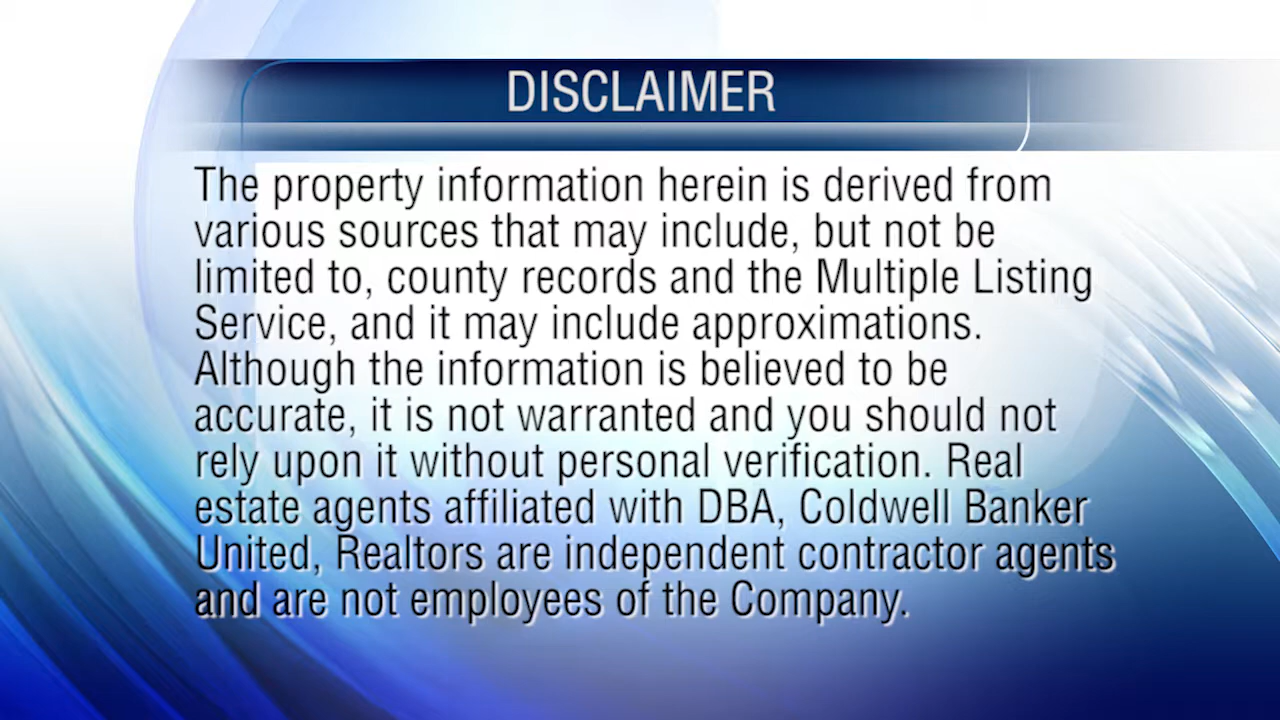 DISCLAIMER
The property information herein is derived from
various sources that may include, but not be
limited to, county records and the Multiple Listing
Service, and it may include approximations.
Although the information is believed to be
accurate, it is not warranted and you should not
rely upon it without personal verification. Real
estate agents affiliated with DBA, Coldwell Banker
United, Realtors are independent contractor agents
and are not employees of the Company.